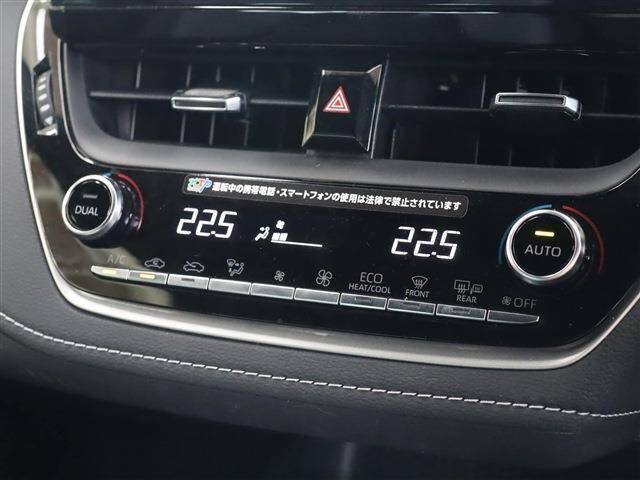 運転中の携帯電話・スマートフォンの使用は法律で禁止されています
DUAL
22.5
22.5
AUTO
A/C
ECO
HEAT/COOL
FRONT
REAR
OFF